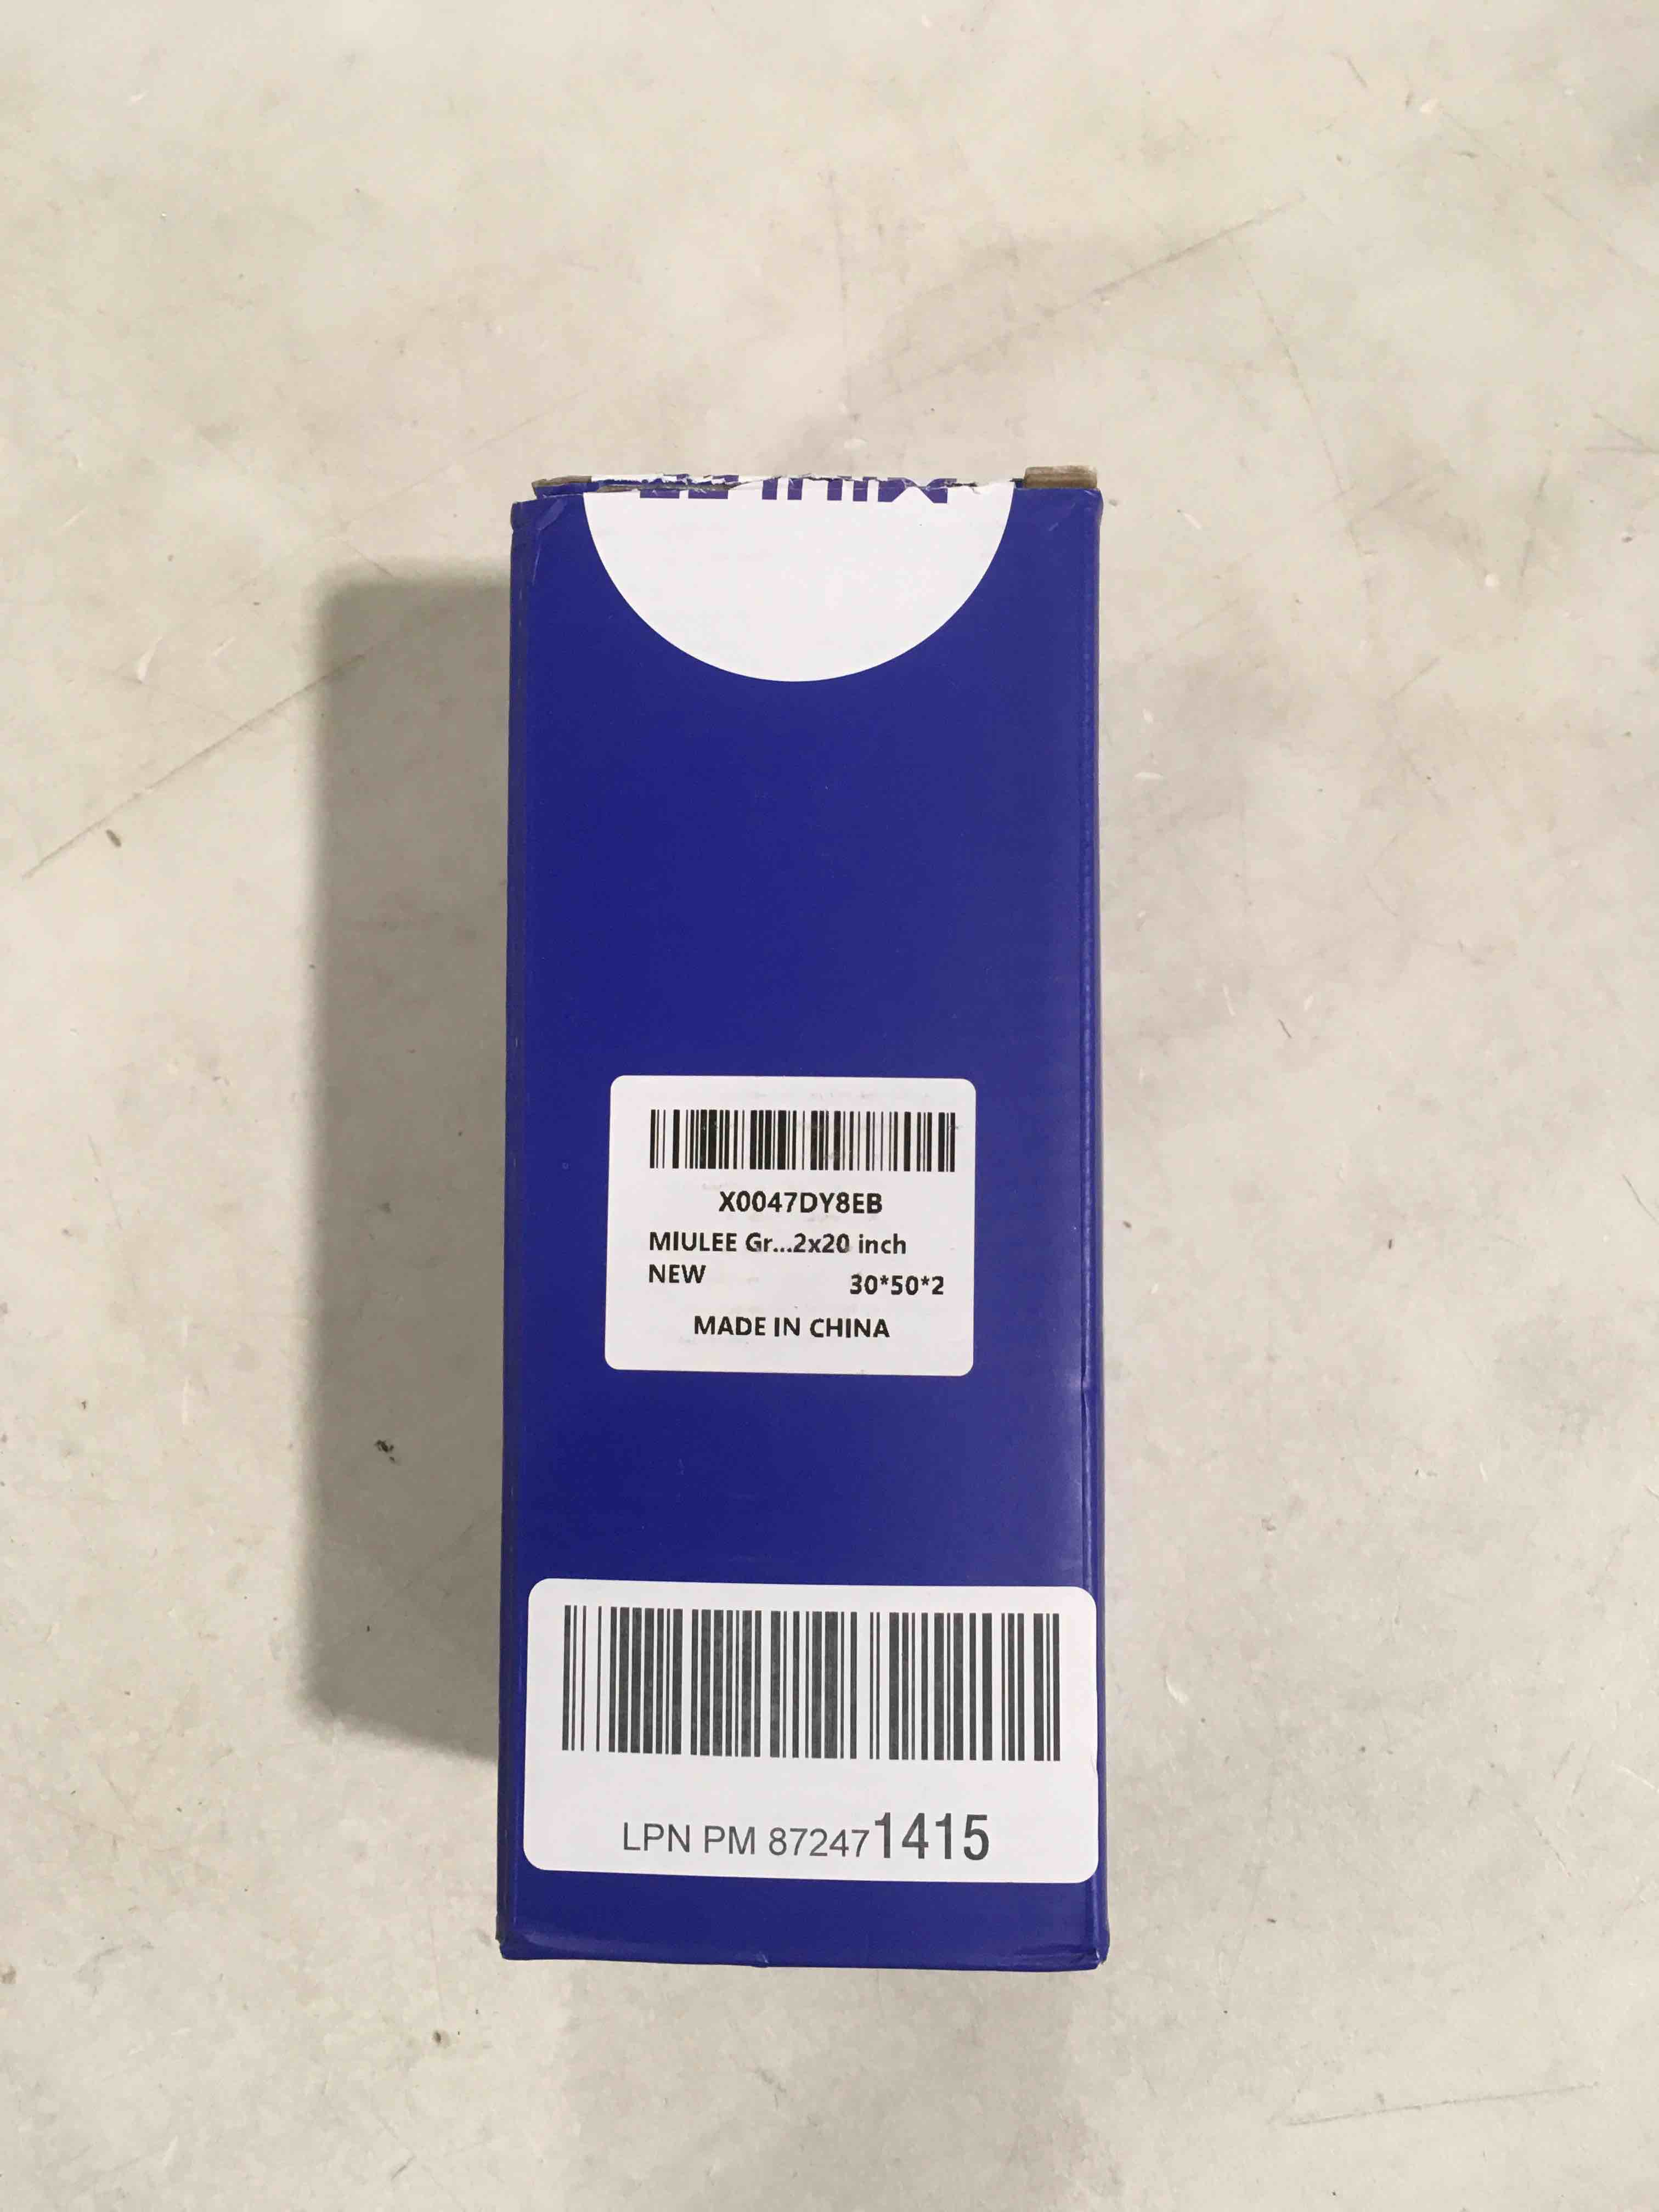 X0047DY8EB
MIULEE Gr...2x20 inch
NEW 30*50*2
MADE IN CHINA
LPN PM 872471415